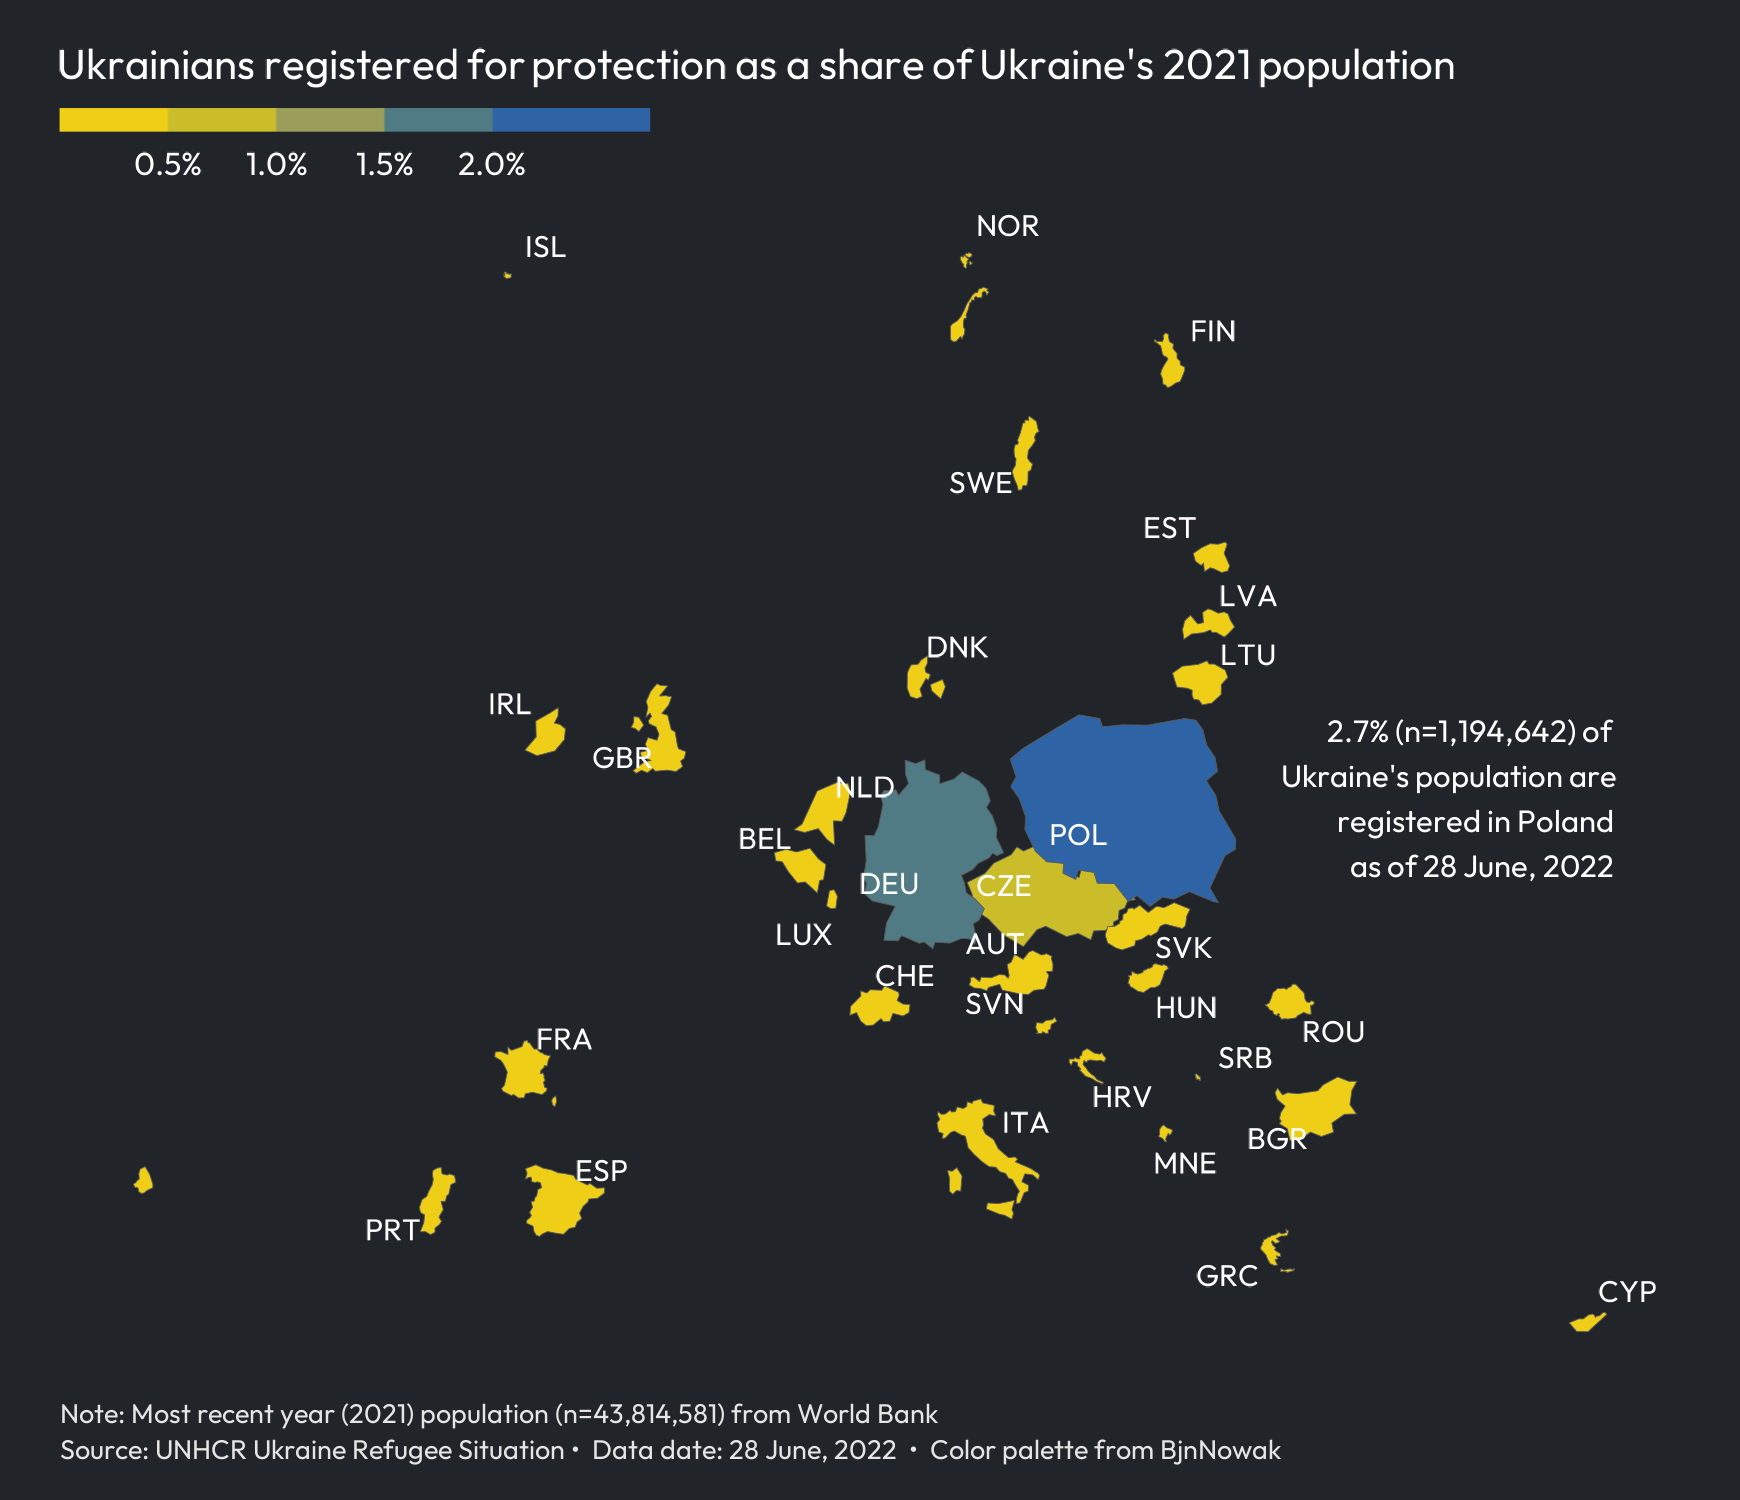 Ukrainians registered for protection as a share of Ukraine's 2021 population
0.5% 1.0% 1.5% 2.0%
NOR
ISL
FIN
SWE
EST
LVA
DNK
LTU
IRL
GBR
2.7% (n=1,194,642) of
Ukraine's population are
registered in Poland
as of 28 June, 2022
NLD
BEL
POL
DEU
CZE
LUX
AUT
SVK
CHE
SVN
HUN
ROU
FRA
SRB
HRV
ITA
BGR
MNE
ESP
PRT
GRC
CYP
Note: Most recent year (2021) population (n=43,814,581) from World Bank
Source: UNHCR Ukraine Refugee Situation • Data date: 28 June, 2022 • Color palette from BjnNowak